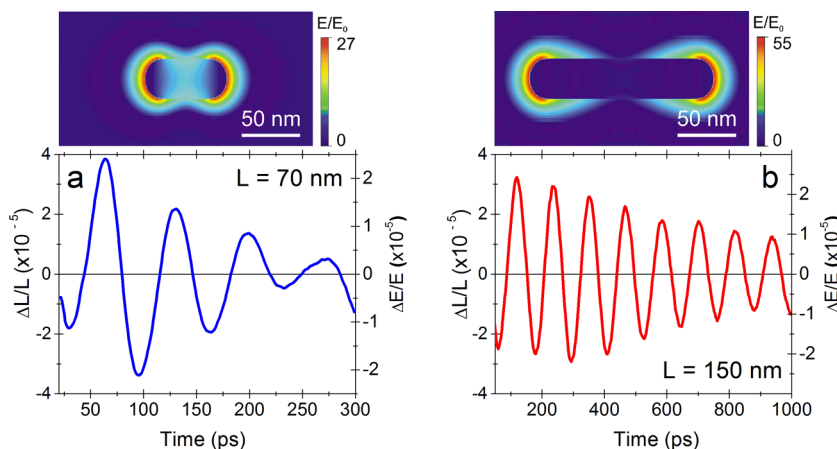 E/E₀
27
0
50 nm
E/E₀
55
0
50 nm
a
L = 70 nm
ΔL/L (x10⁻⁵)
4
2
0
-2
-4
ΔE/E (x10⁻⁵)
2
1
0
-1
-2
50 100 150 200 250 300
Time (ps)
b
L = 150 nm
ΔL/L (x10⁻⁵)
4
2
0
-2
-4
ΔE/E (x10⁻⁵)
2
1
0
-1
-2
200 400 600 800 1000
Time (ps)